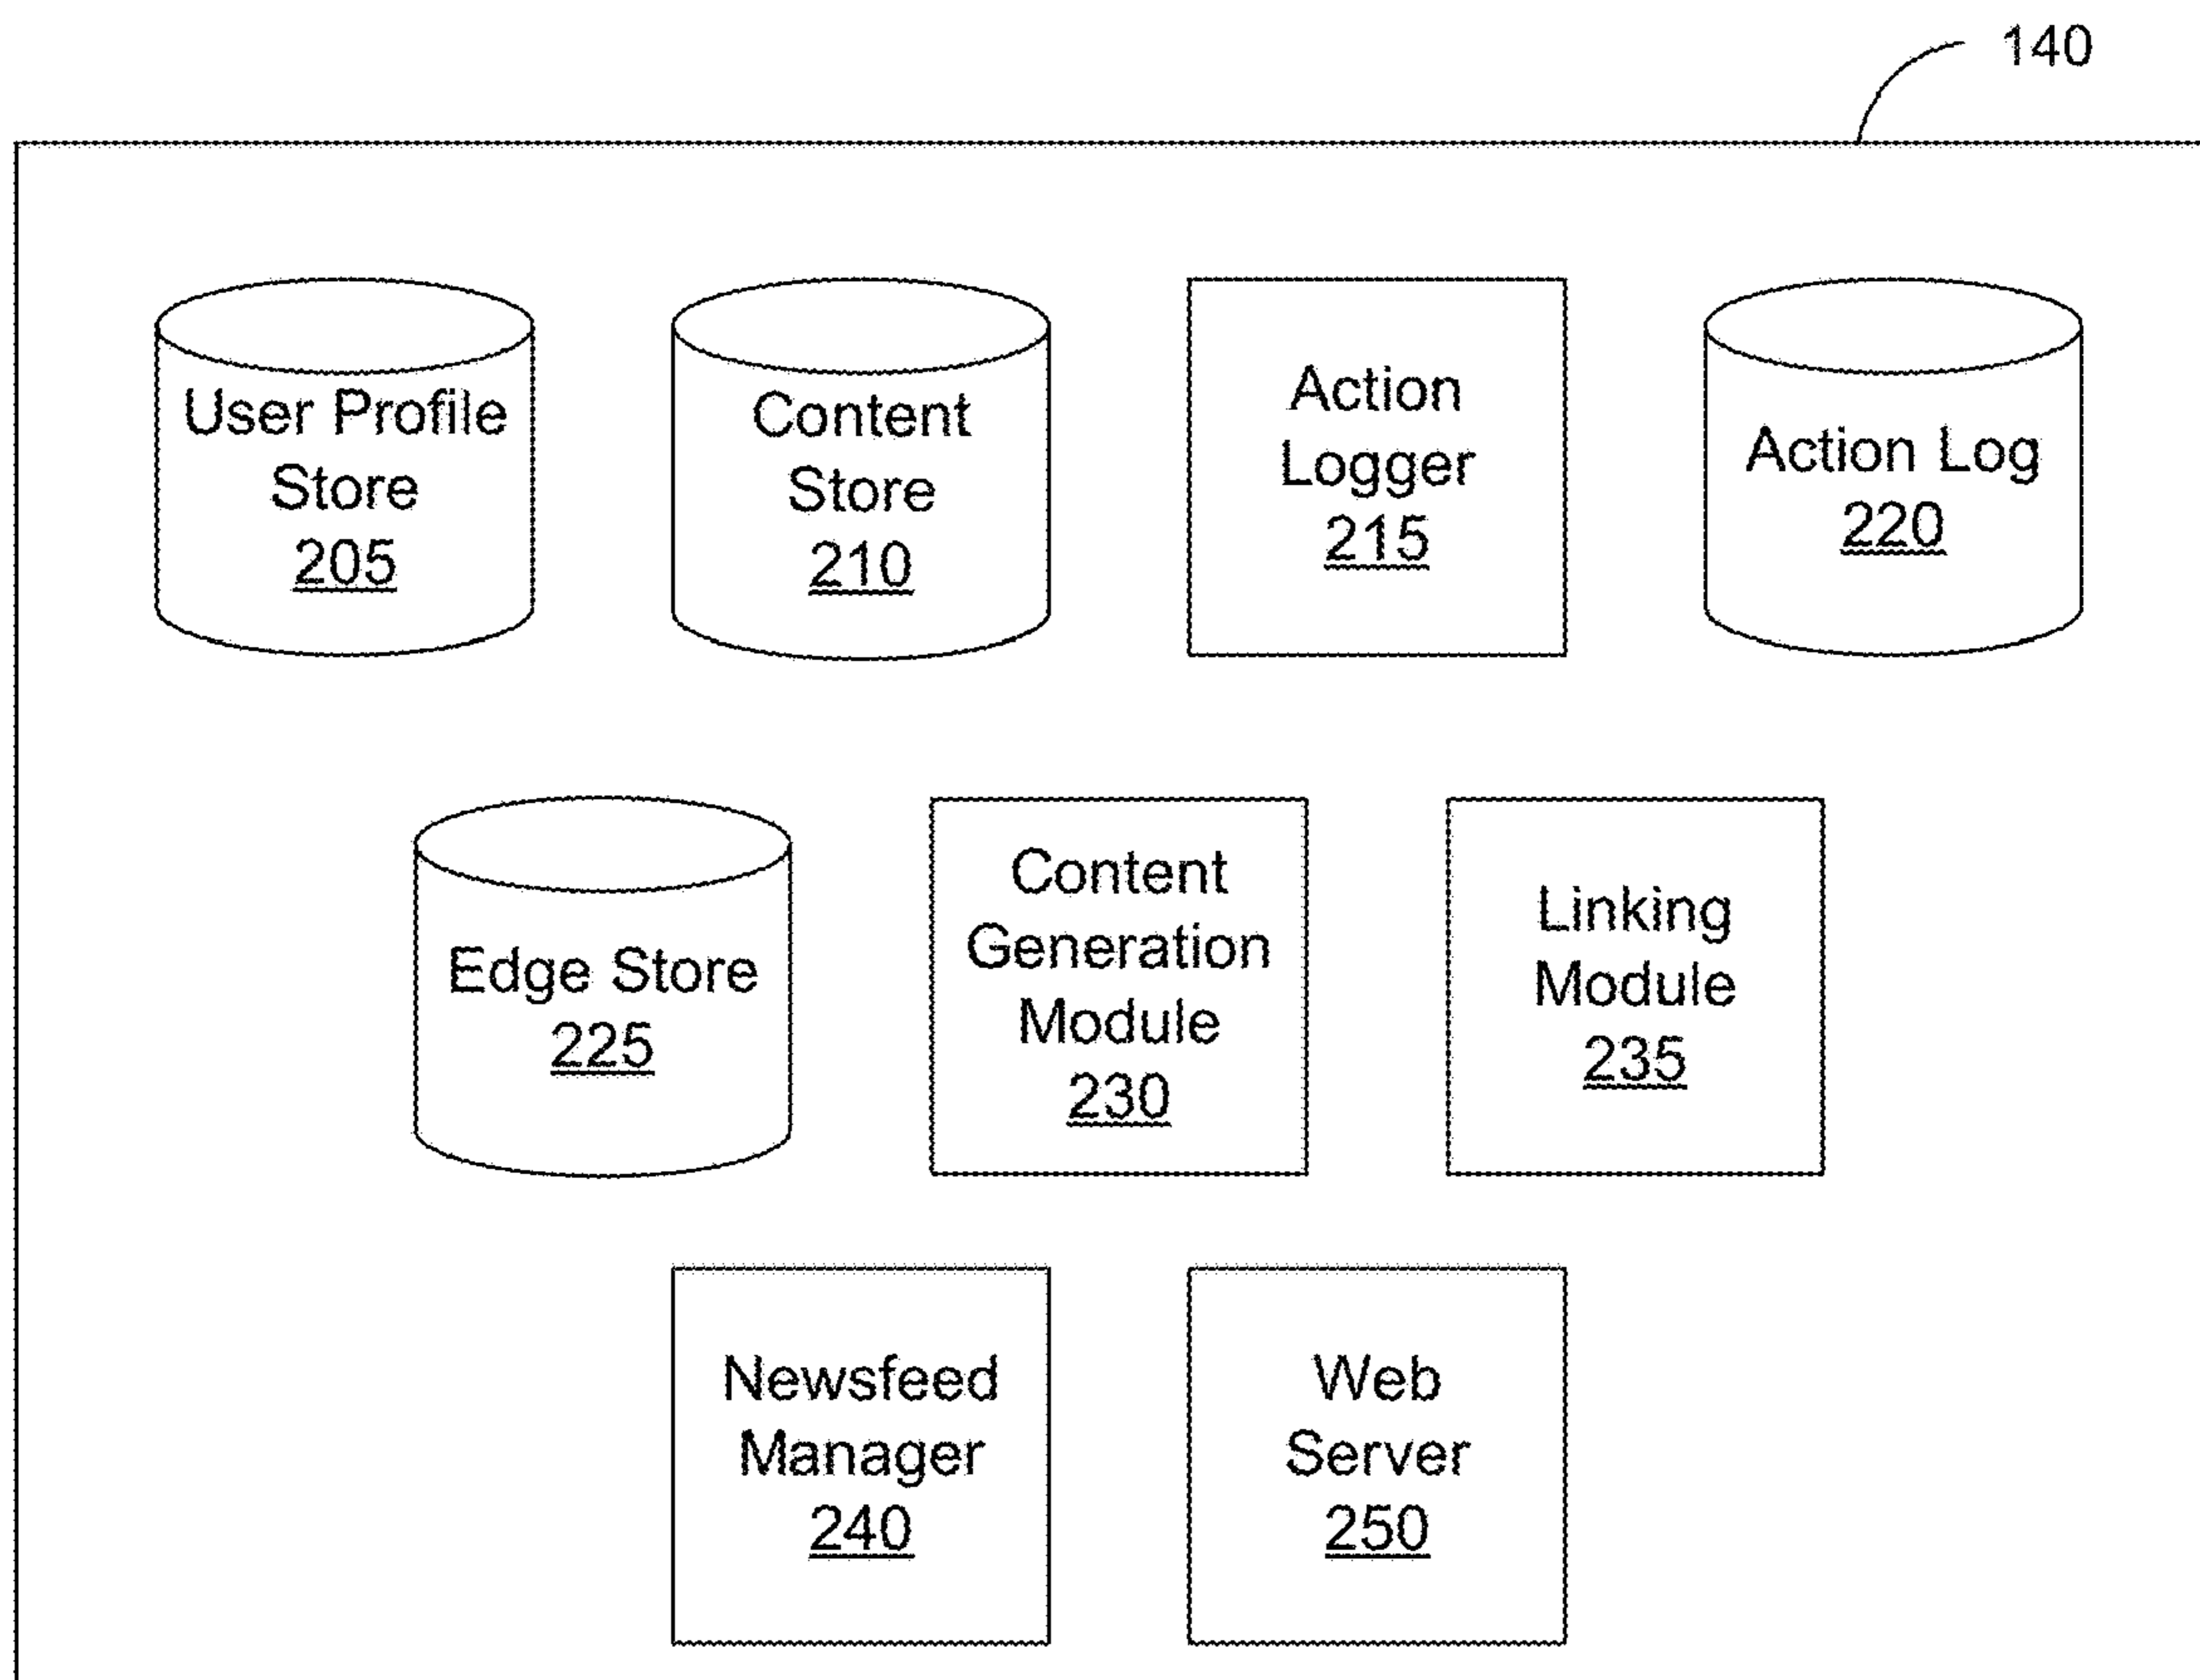 140
User Profile
Store
205
Content
Store
210
Action
Logger
215
Action Log
220
Edge Store
225
Content
Generation
Module
230
Linking
Module
235
Newsfeed
Manager
240
Web
Server
250